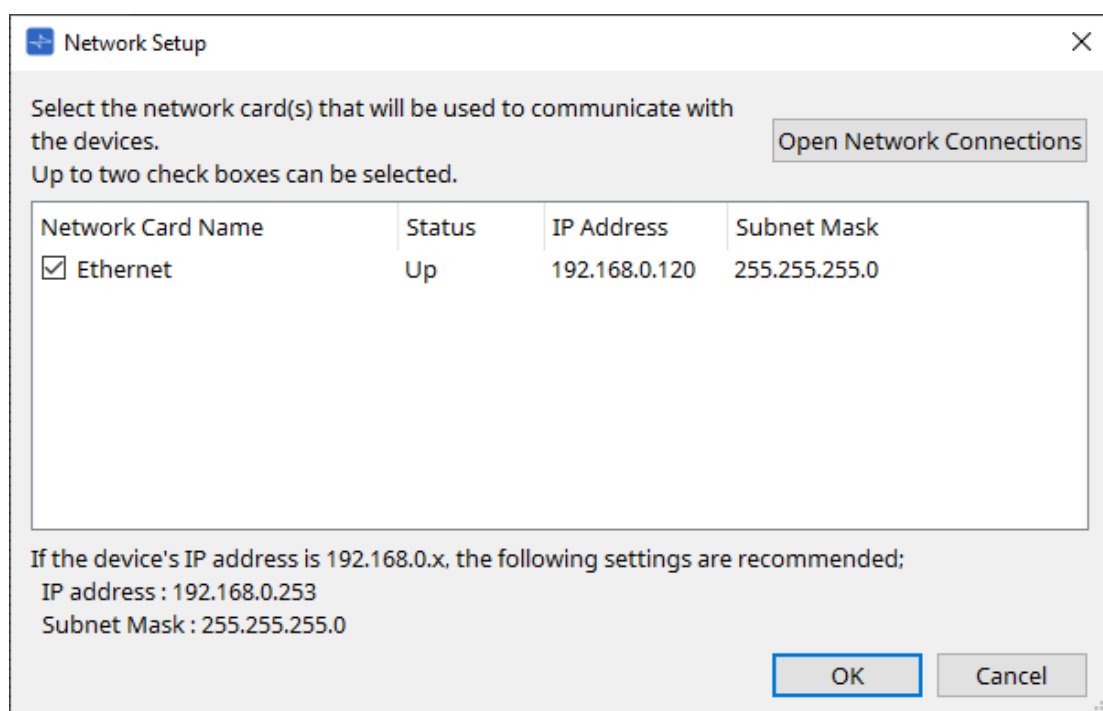 Network Setup
Select the network card(s) that will be used to communicate with
the devices.
Up to two check boxes can be selected.
Open Network Connections
Network Card Name Status IP Address Subnet Mask
Ethernet Up 192.168.0.120 255.255.255.0
If the device's IP address is 192.168.0.x, the following settings are recommended;
IP address : 192.168.0.253
Subnet Mask : 255.255.255.0
OK Cancel